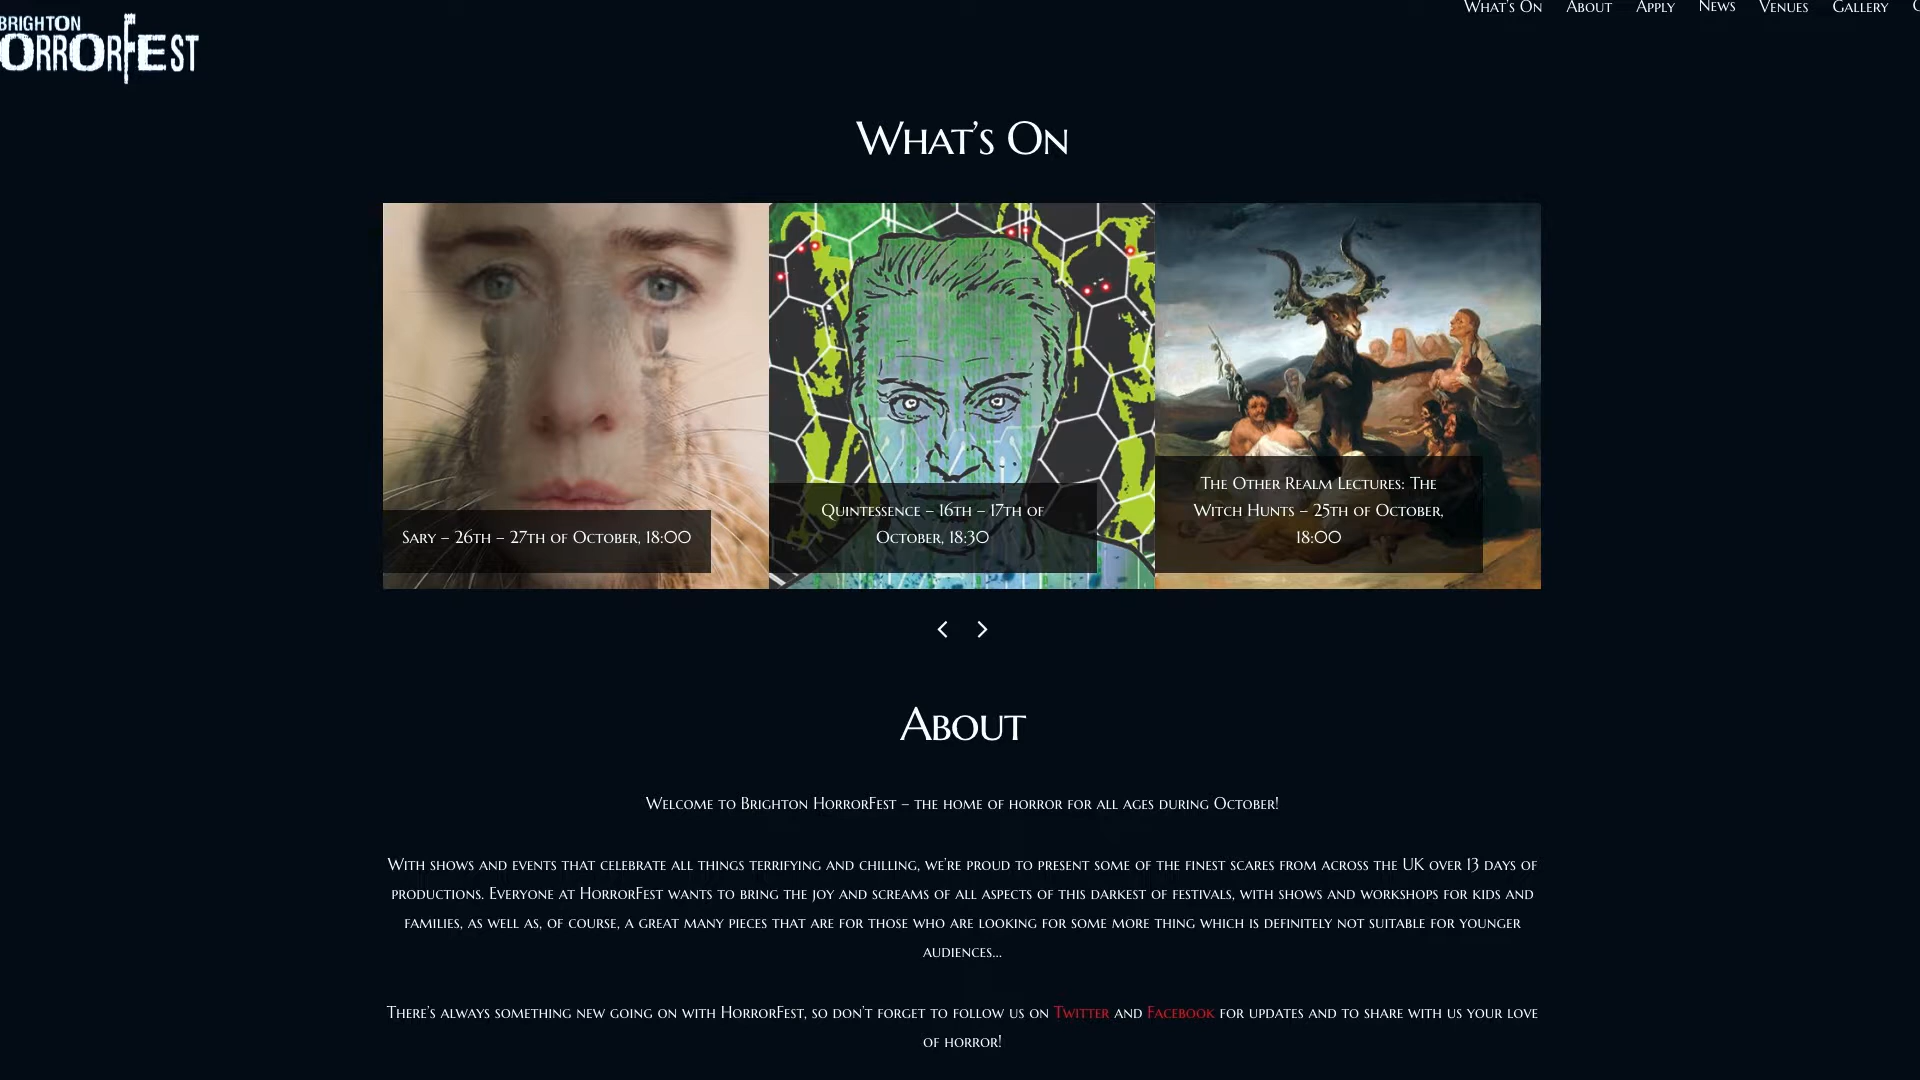 BRIGHTON
ORRORFEST
What's On
About
Apply
News
Venues
Gallery
What's On
Sary – 26th – 27th of October, 18:00
Quintessence – 16th – 17th of
October, 18:30
The Other Realm Lectures: The
Witch Hunts – 25th of October,
18:00
About
Welcome to Brighton HorrorFest – the home of horror for all ages during October!
With shows and events that celebrate all things terrifying and chilling, we're proud to present some of the finest scares from across the UK over 13 days of
productions. Everyone at HorrorFest wants to bring the joy and screams of all aspects of this darkest of festivals, with shows and workshops for kids and
families, as well as, of course, a great many pieces that are for those who are looking for some more thing which is definitely not suitable for younger
audiences...
There's always something new going on with HorrorFest, so don't forget to follow us on Twitter and Facebook for updates and to share with us your love
of horror!